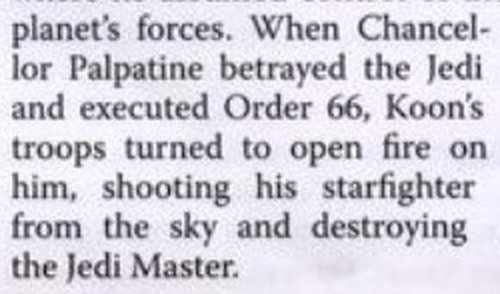 planet's forces. When Chancel-
lor Palpatine betrayed the Jedi
and executed Order 66, Koon's
troops turned to open fire on
him, shooting his starfighter
from the sky and destroying
the Jedi Master.